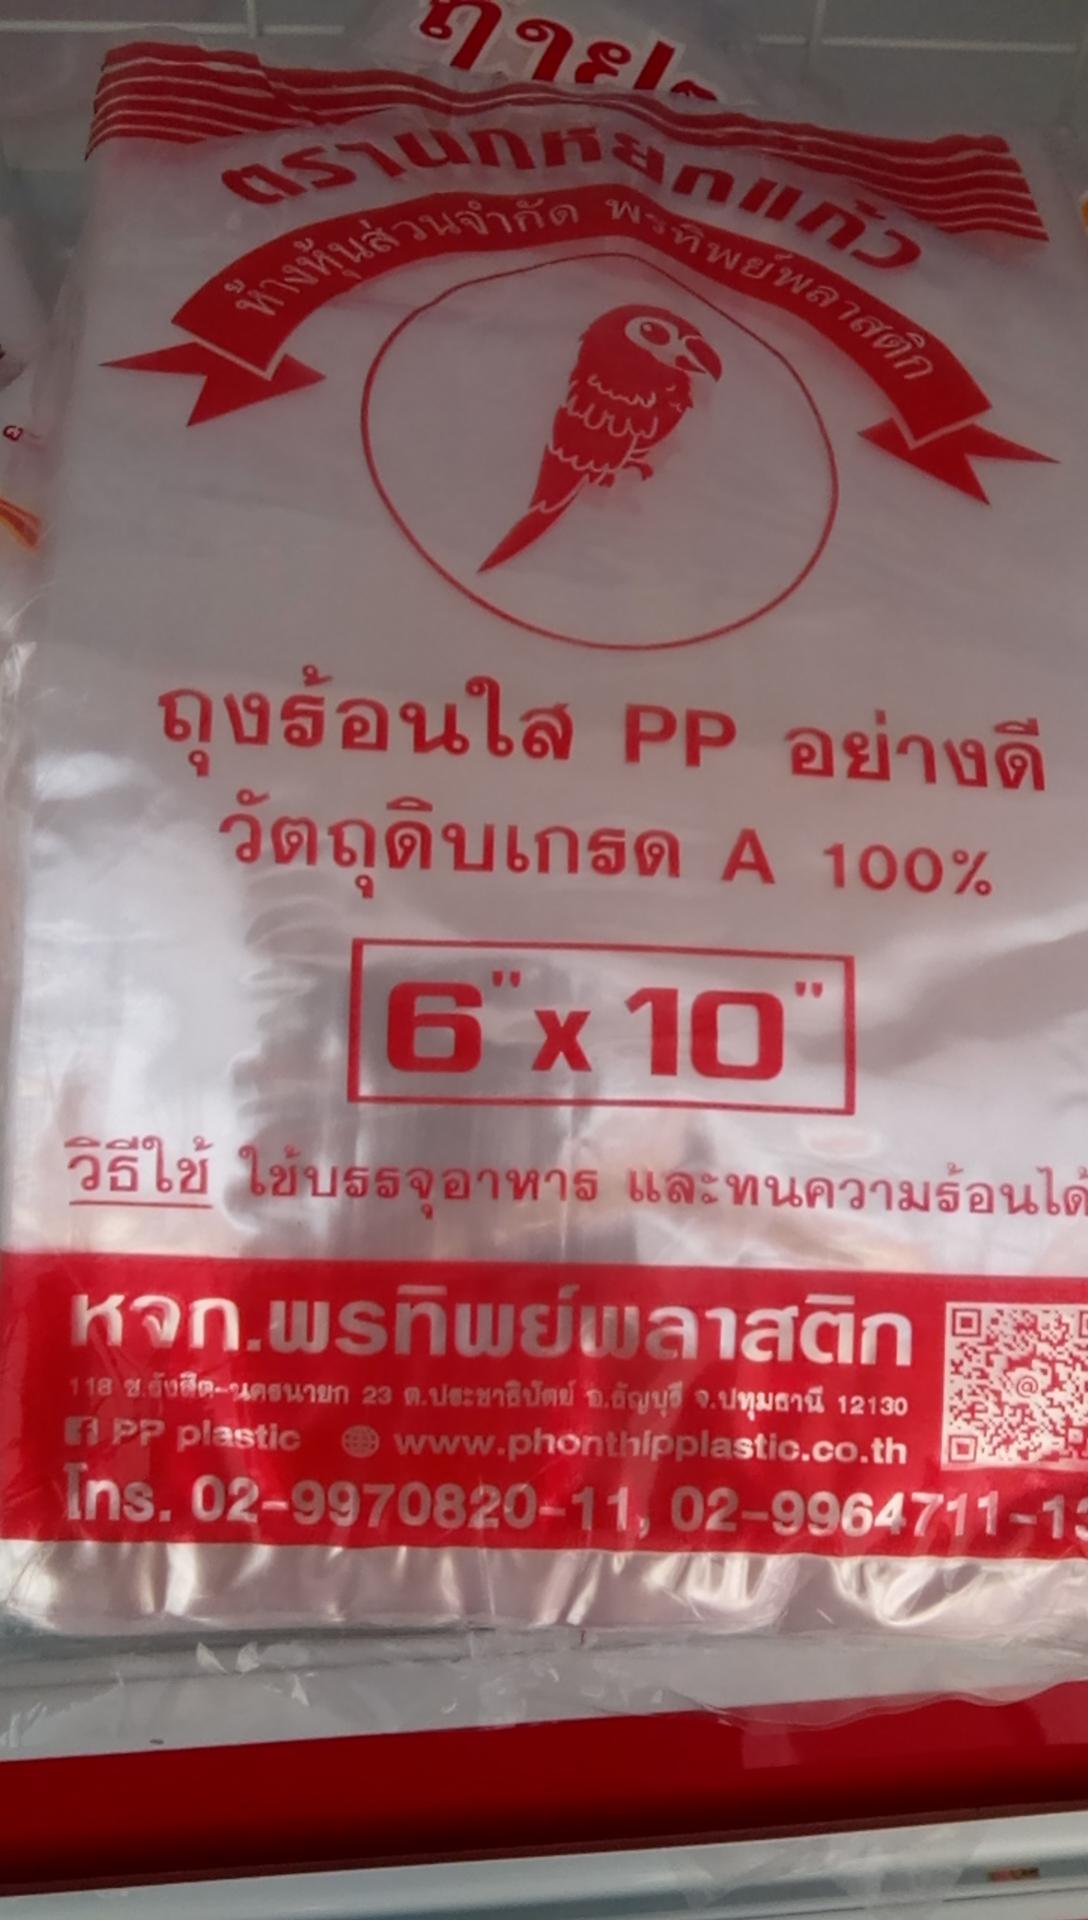 ตรานกหยกแก้ว
ห้างหุ้นส่วนจำกัด พรทิพย์พลาสติก
ถุงร้อนใส PP อย่างดี
วัตถุดิบเกรด A 100%
6" x 10"
วิธีใช้ ใช้บรรจุอาหาร และทนความร้อนได้
หจก.พรทิพย์พลาสติก
118 ซ.รังสิต-นครนายก 23 ต.ประชาธิปัตย์ อ.ธัญบุรี จ.ปทุมธานี 12130
PP plastic www.phonthipplastic.co.th
โทร. 02-9970820-11, 02-9964711-13